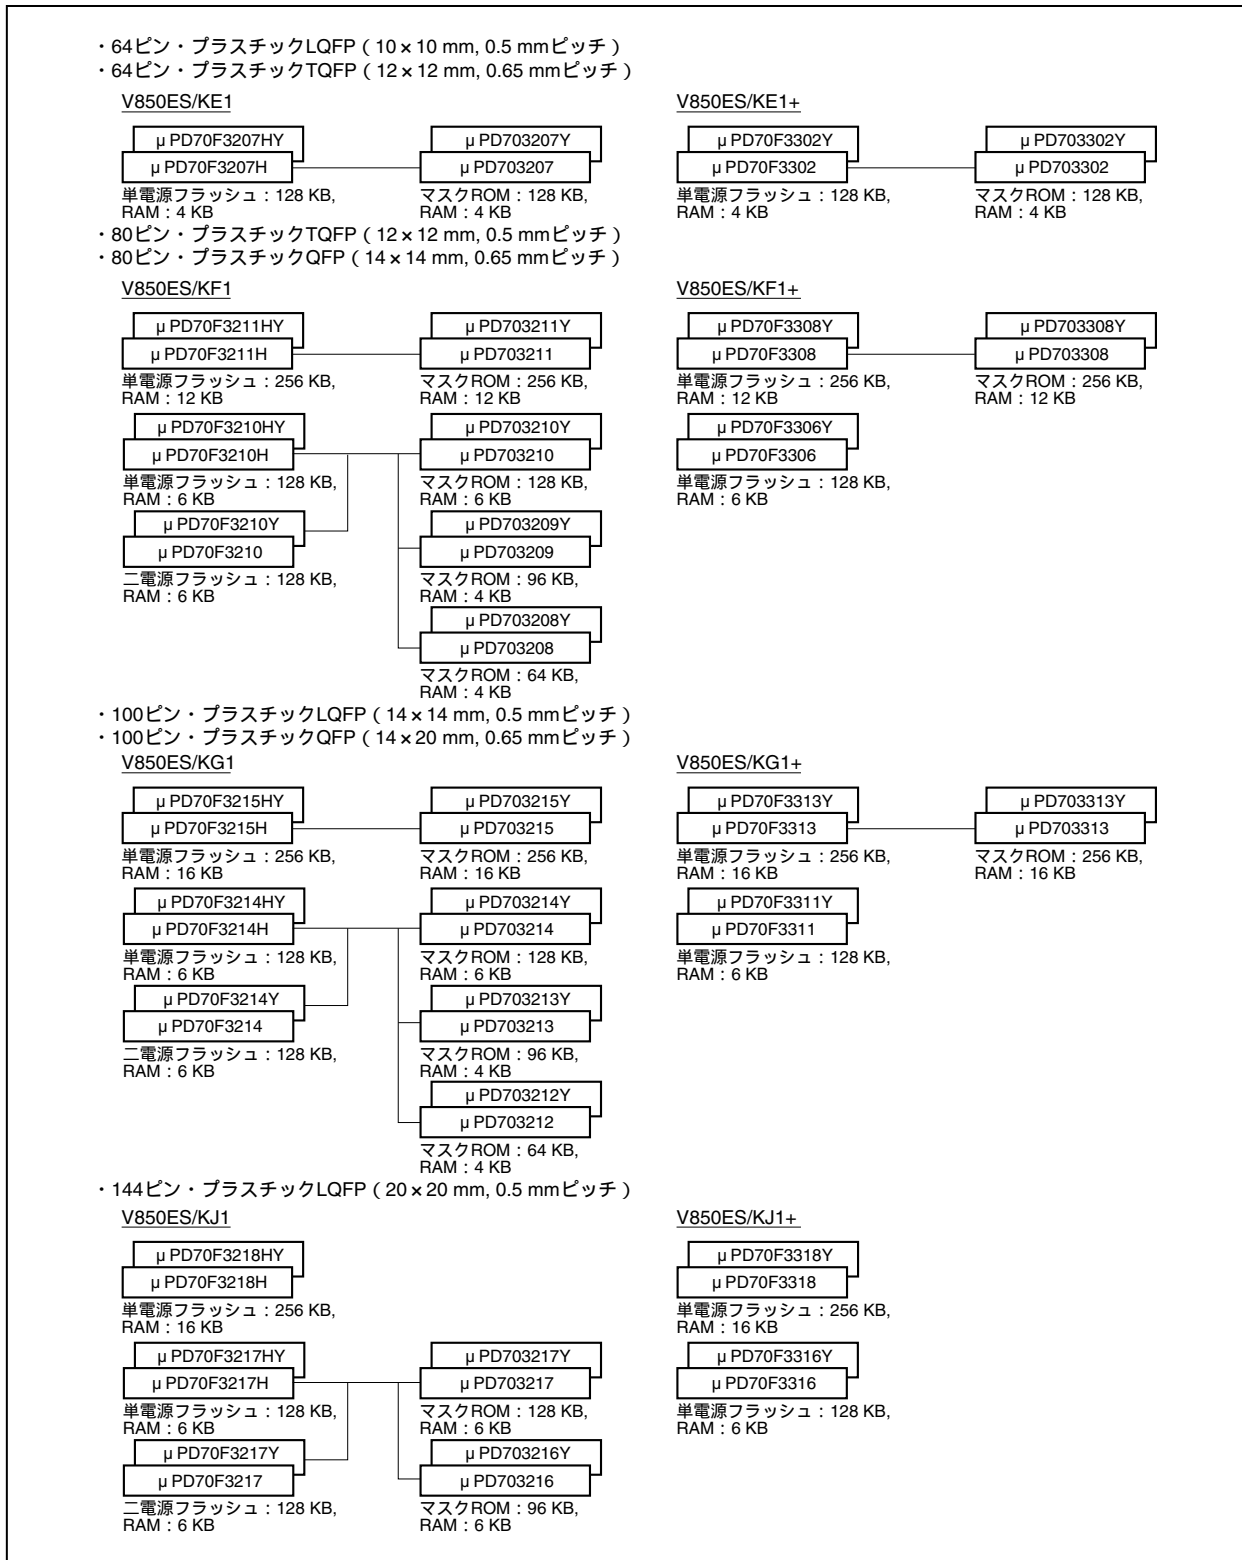 ・64ピン・プラスチックLQFP（10×10 mm, 0.5 mmピッチ）
・64ピン・プラスチックTQFP（12×12 mm, 0.65 mmピッチ）
V850ES/KE1
μPD70F3207HY
μPD70F3207H
単電源フラッシュ：128 KB,
RAM：4 KB
μPD703207Y
μPD703207
マスクROM：128 KB,
RAM：4 KB
V850ES/KE1+
μPD70F3302Y
μPD70F3302
単電源フラッシュ：128 KB,
RAM：4 KB
μPD703302Y
μPD703302
マスクROM：128 KB,
RAM：4 KB
・80ピン・プラスチックTQFP（12×12 mm, 0.5 mmピッチ）
・80ピン・プラスチックQFP（14×14 mm, 0.65 mmピッチ）
V850ES/KF1
μPD70F3211HY
μPD70F3211H
単電源フラッシュ：256 KB,
RAM：12 KB
μPD703211Y
μPD703211
マスクROM：256 KB,
RAM：12 KB
μPD70F3210HY
μPD70F3210H
単電源フラッシュ：128 KB,
RAM：6 KB
μPD703210Y
μPD703210
マスクROM：128 KB,
RAM：6 KB
μPD70F3210Y
μPD70F3210
二電源フラッシュ：128 KB,
RAM：6 KB
μPD703209Y
μPD703209
マスクROM：96 KB,
RAM：4 KB
μPD703208Y
μPD703208
マスクROM：64 KB,
RAM：4 KB
V850ES/KF1+
μPD70F3308Y
μPD70F3308
単電源フラッシュ：256 KB,
RAM：12 KB
μPD703308Y
μPD703308
マスクROM：256 KB,
RAM：12 KB
μPD70F3306Y
μPD70F3306
単電源フラッシュ：128 KB,
RAM：6 KB
・100ピン・プラスチックLQFP（14×14 mm, 0.5 mmピッチ）
・100ピン・プラスチックQFP（14×20 mm, 0.65 mmピッチ）
V850ES/KG1
μPD70F3215HY
μPD70F3215H
単電源フラッシュ：256 KB,
RAM：16 KB
μPD703215Y
μPD703215
マスクROM：256 KB,
RAM：16 KB
μPD70F3214HY
μPD70F3214H
単電源フラッシュ：128 KB,
RAM：6 KB
μPD703214Y
μPD703214
マスクROM：128 KB,
RAM：6 KB
μPD70F3214Y
μPD70F3214
二電源フラッシュ：128 KB,
RAM：6 KB
μPD703213Y
μPD703213
マスクROM：96 KB,
RAM：4 KB
μPD703212Y
μPD703212
マスクROM：64 KB,
RAM：4 KB
V850ES/KG1+
μPD70F3313Y
μPD70F3313
単電源フラッシュ：256 KB,
RAM：16 KB
μPD703313Y
μPD703313
マスクROM：256 KB,
RAM：16 KB
μPD70F3311Y
μPD70F3311
単電源フラッシュ：128 KB,
RAM：6 KB
・144ピン・プラスチックLQFP（20×20 mm, 0.5 mmピッチ）
V850ES/KJ1
μPD70F3218HY
μPD70F3218H
単電源フラッシュ：256 KB,
RAM：16 KB
μPD70F3217HY
μPD70F3217H
単電源フラッシュ：128 KB,
RAM：6 KB
μPD703217Y
μPD703217
マスクROM：128 KB,
RAM：6 KB
μPD70F3217Y
μPD70F3217
二電源フラッシュ：128 KB,
RAM：6 KB
μPD703216Y
μPD703216
マスクROM：96 KB,
RAM：6 KB
V850ES/KJ1+
μPD70F3318Y
μPD70F3318
単電源フラッシュ：256 KB,
RAM：16 KB
μPD70F3316Y
μPD70F3316
単電源フラッシュ：128 KB,
RAM：6 KB